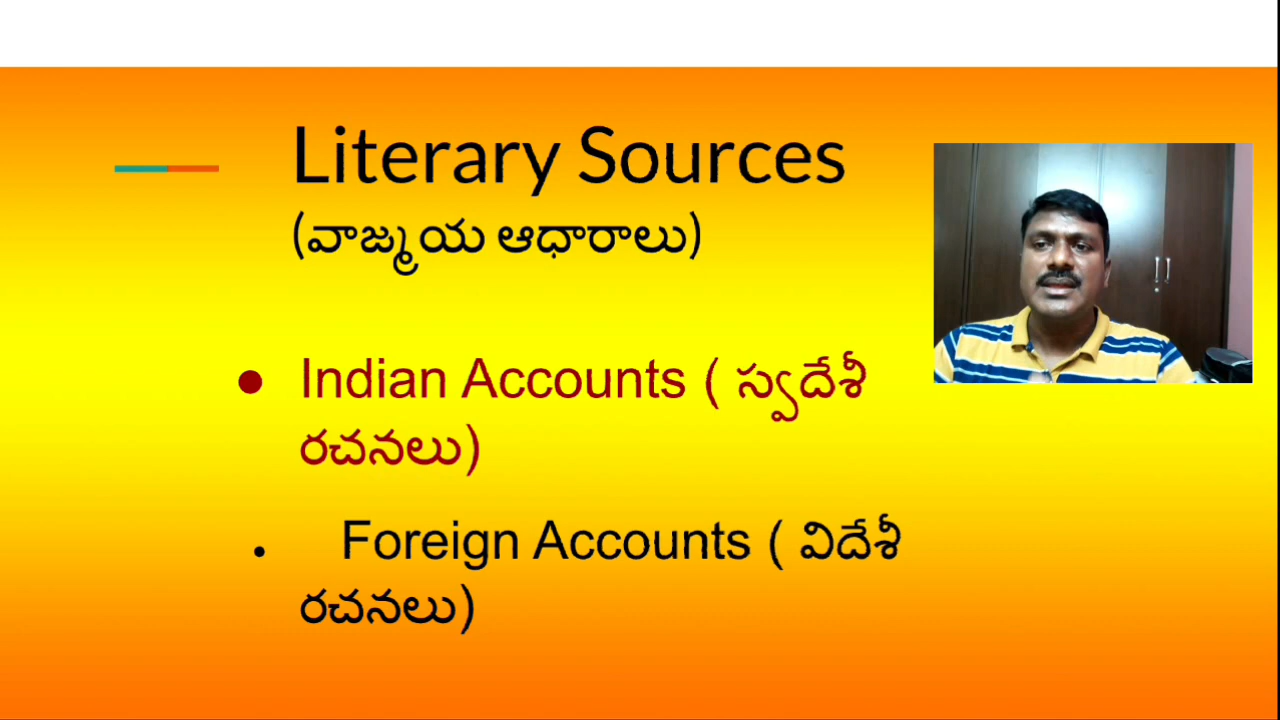 Literary Sources
(వాజ్మయ ఆధారాలు)
Indian Accounts ( స్వదేశీ
రచనలు)
Foreign Accounts ( విదేశీ
రచనలు)